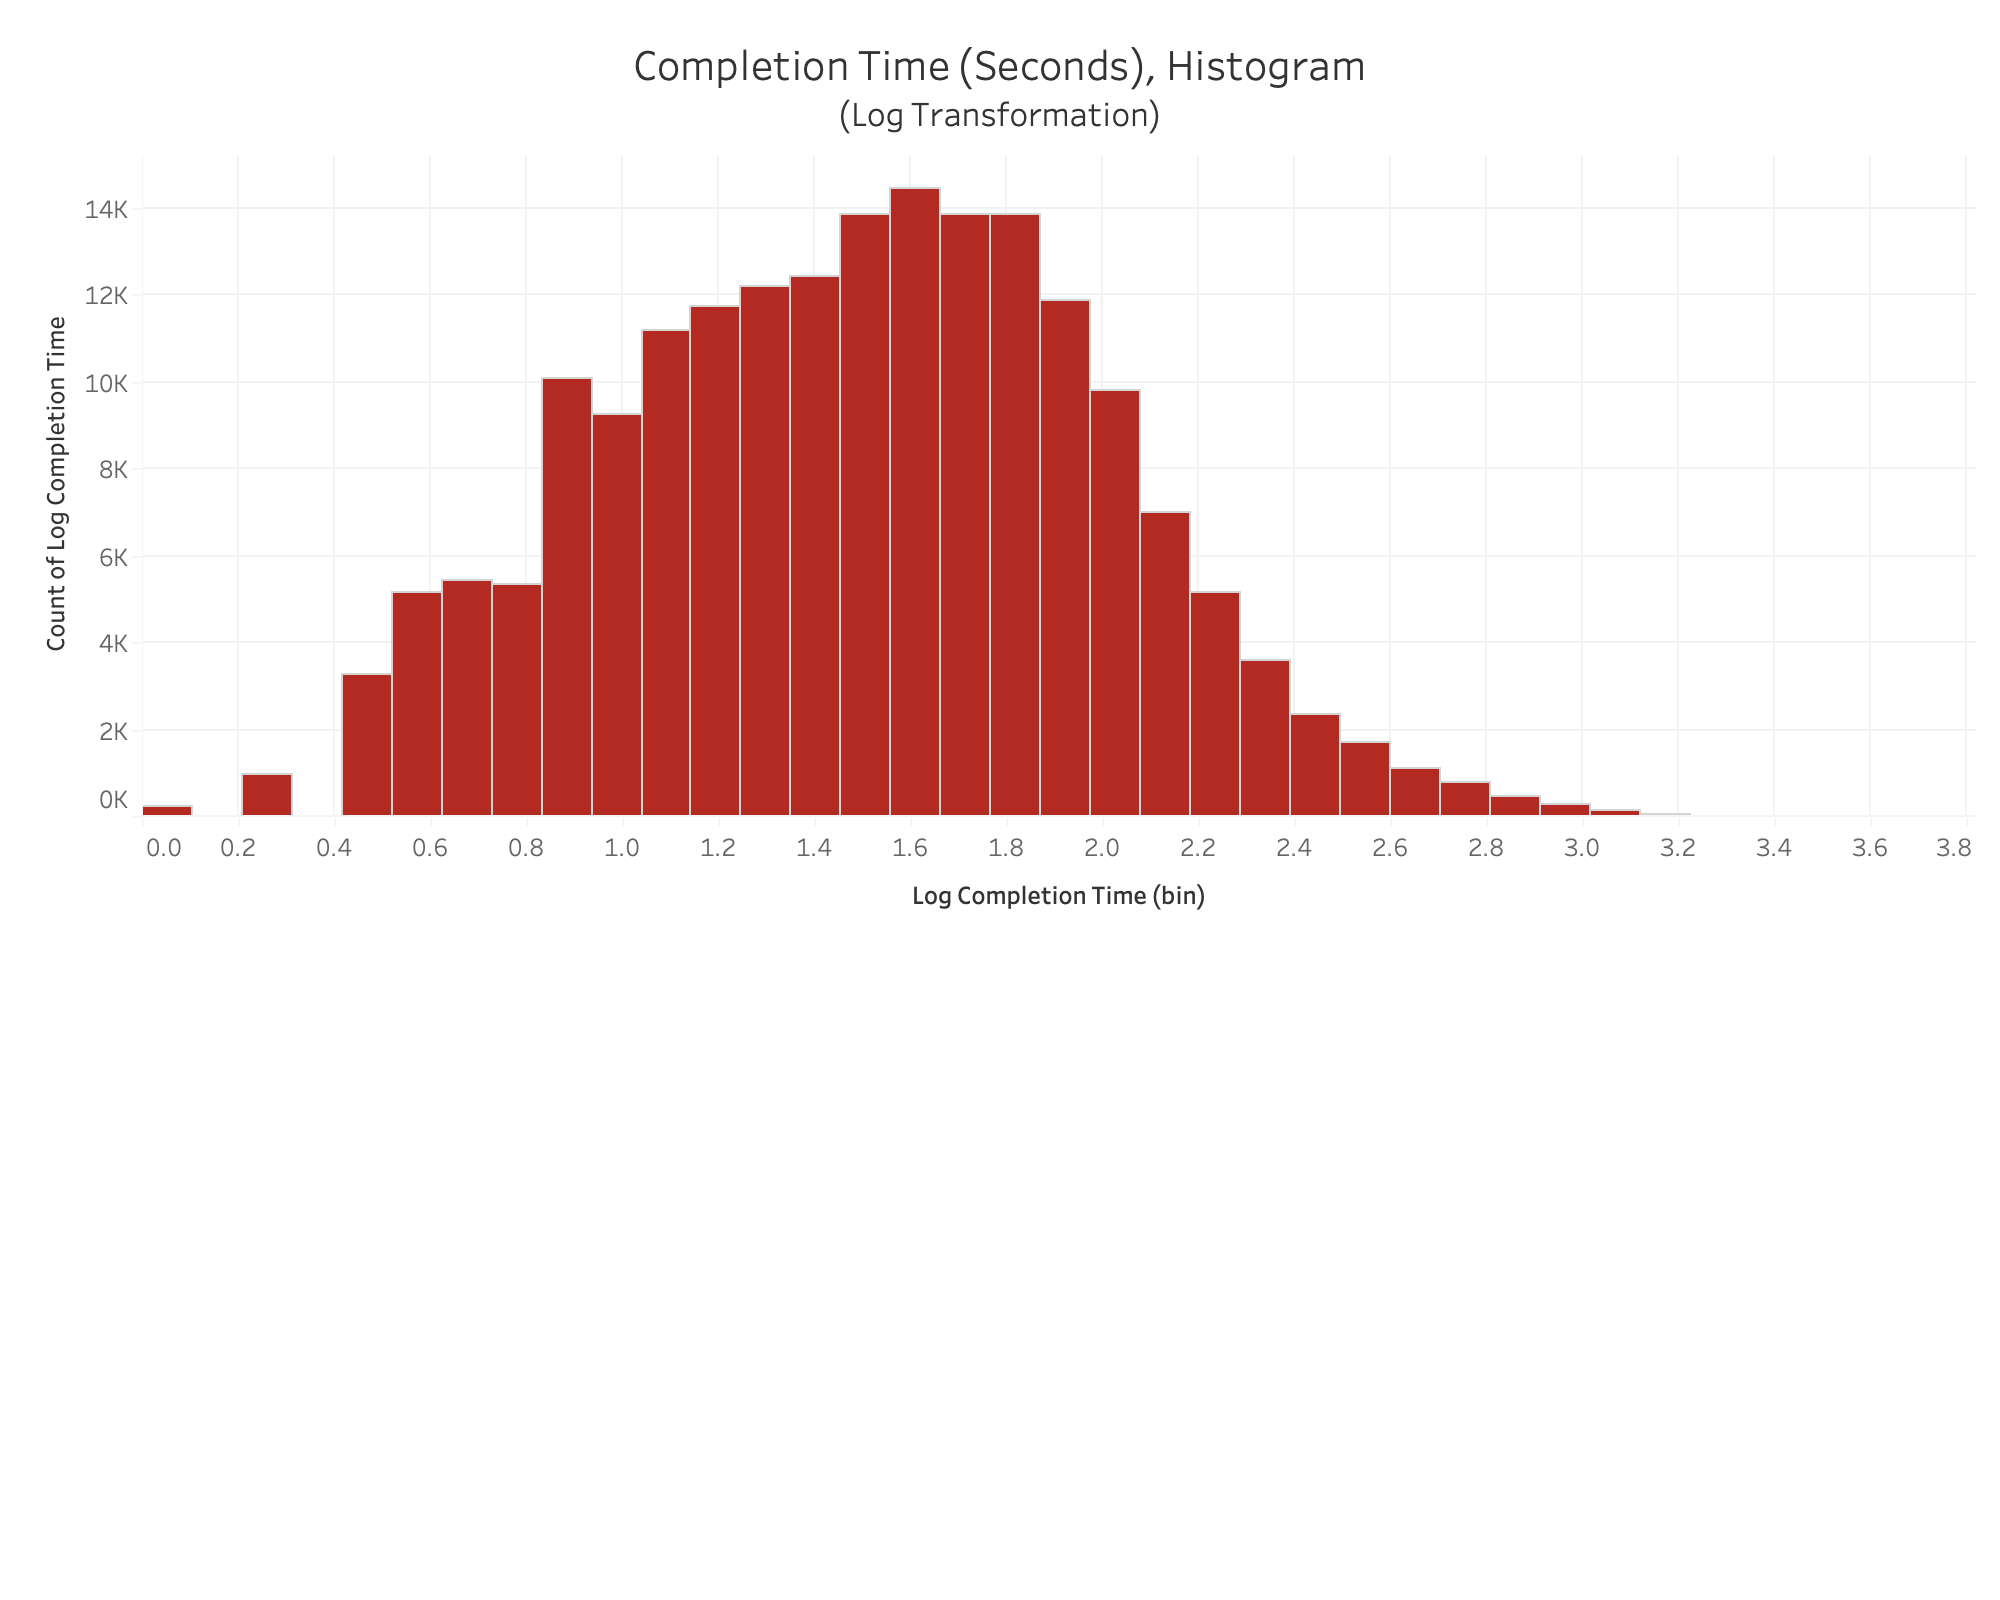 Completion Time (Seconds), Histogram
(Log Transformation)
14K
12K
10K
8K
6K
4K
2K
0K
Count of Log Completion Time
0.0 0.2 0.4 0.6 0.8 1.0 1.2 1.4 1.6 1.8 2.0 2.2 2.4 2.6 2.8 3.0 3.2 3.4 3.6 3.8
Log Completion Time (bin)